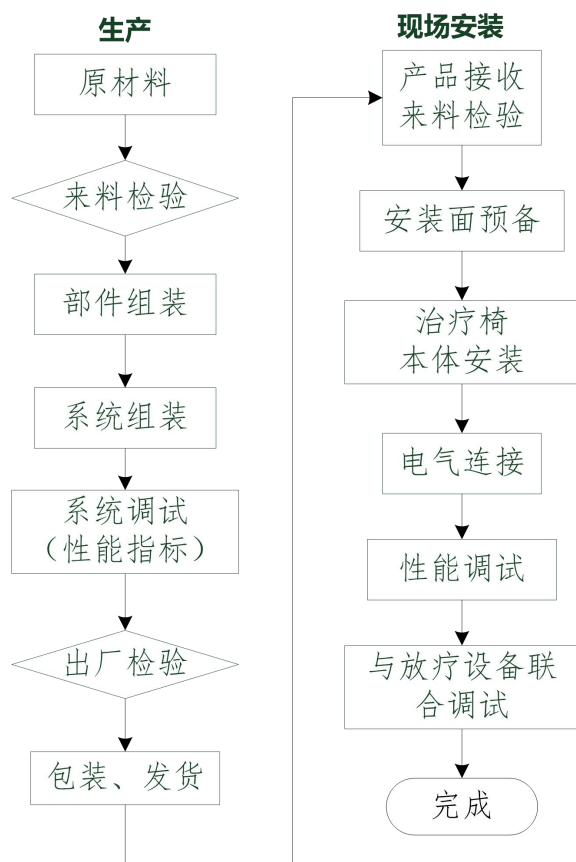 生产
原材料
来料检验
部件组装
系统组装
系统调试
（性能指标）
出厂检验
包装、发货
现场安装
产品接收
来料检验
安装面预备
治疗椅
本体安装
电气连接
性能调试
与放疗设备联
合调试
完成